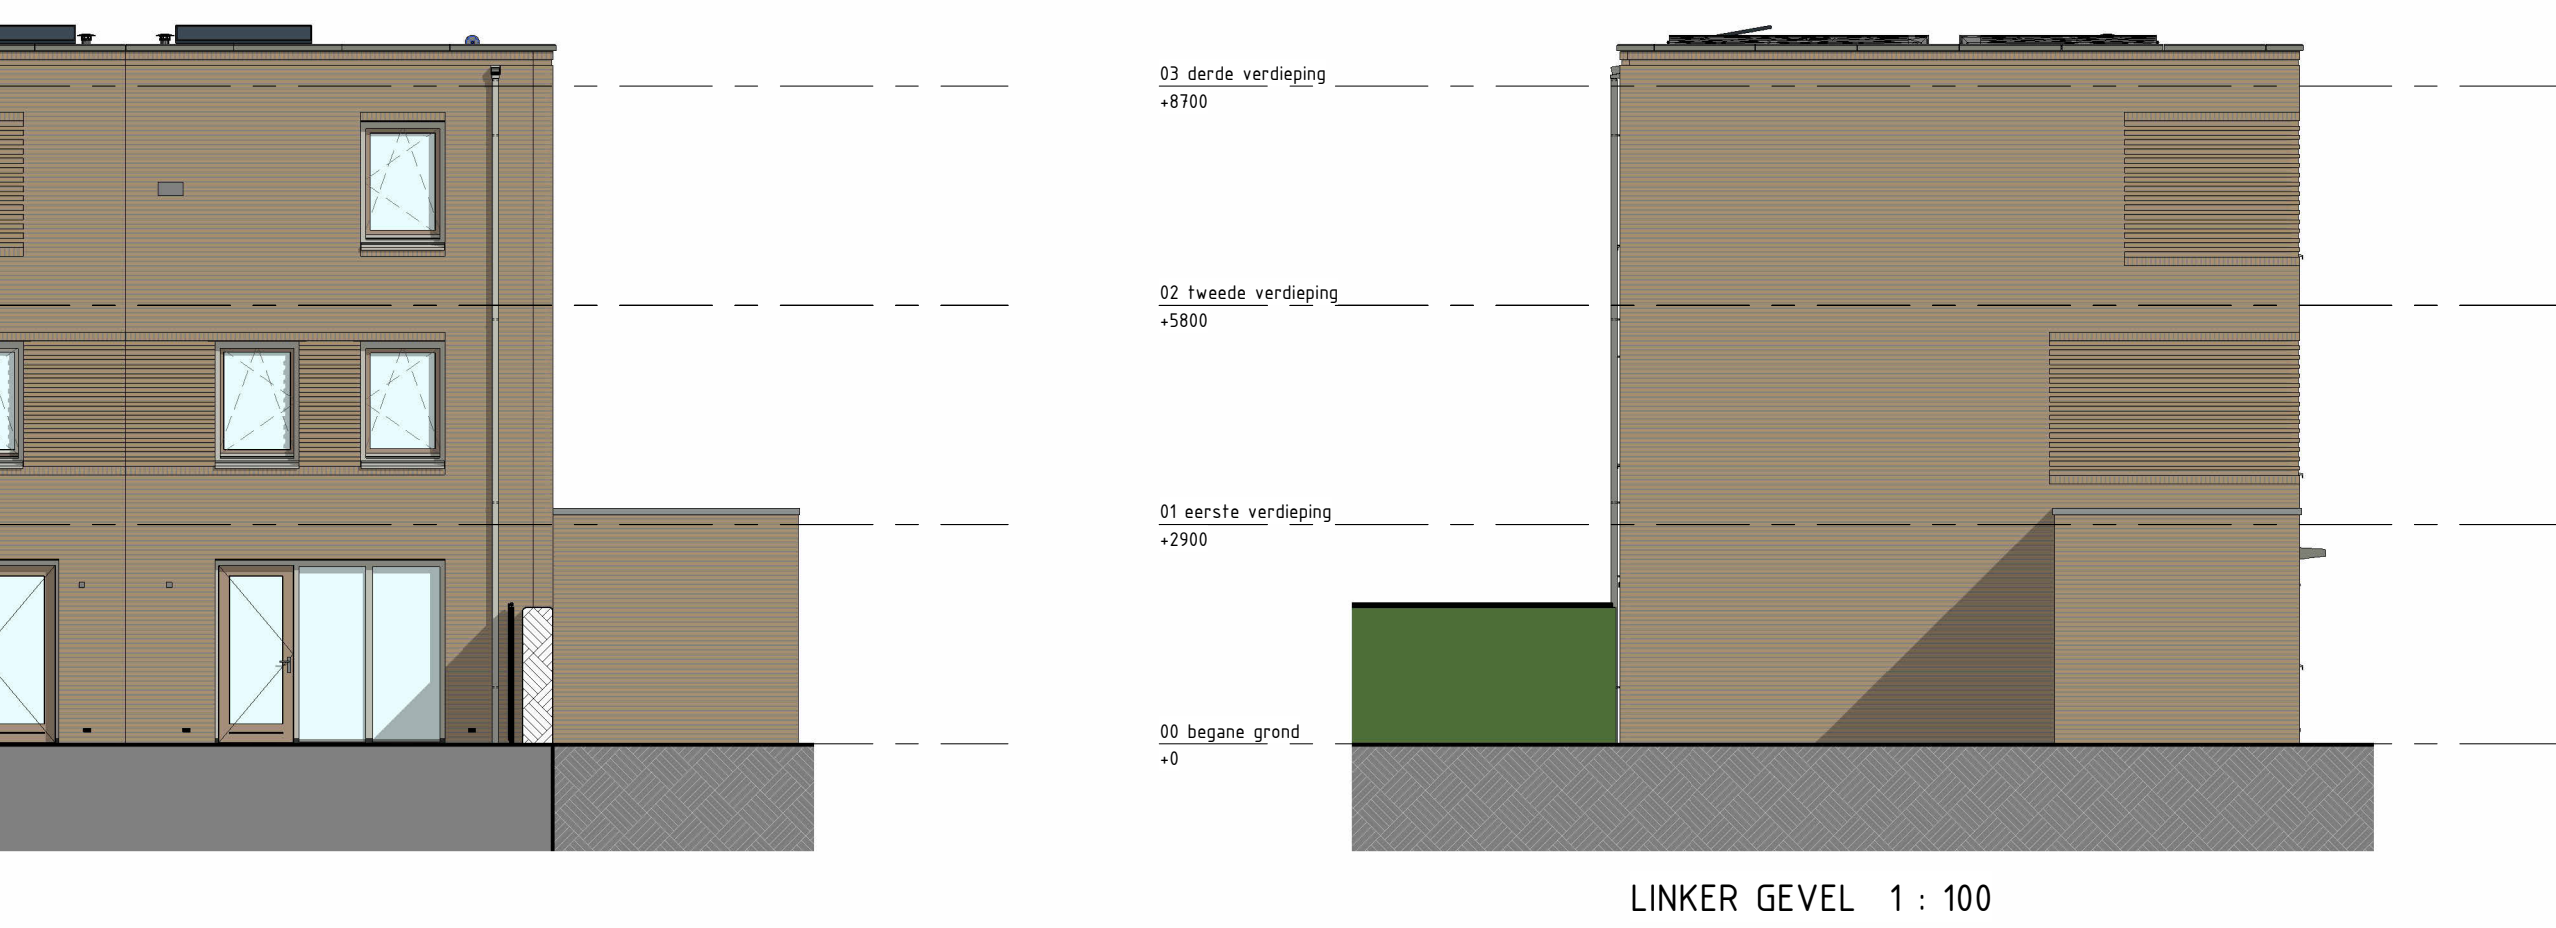 03 derde verdieping
+8700
02 tweede verdieping
+5800
01 eerste verdieping
+2900
00 begane grond
+0
LINKER GEVEL 1 : 100